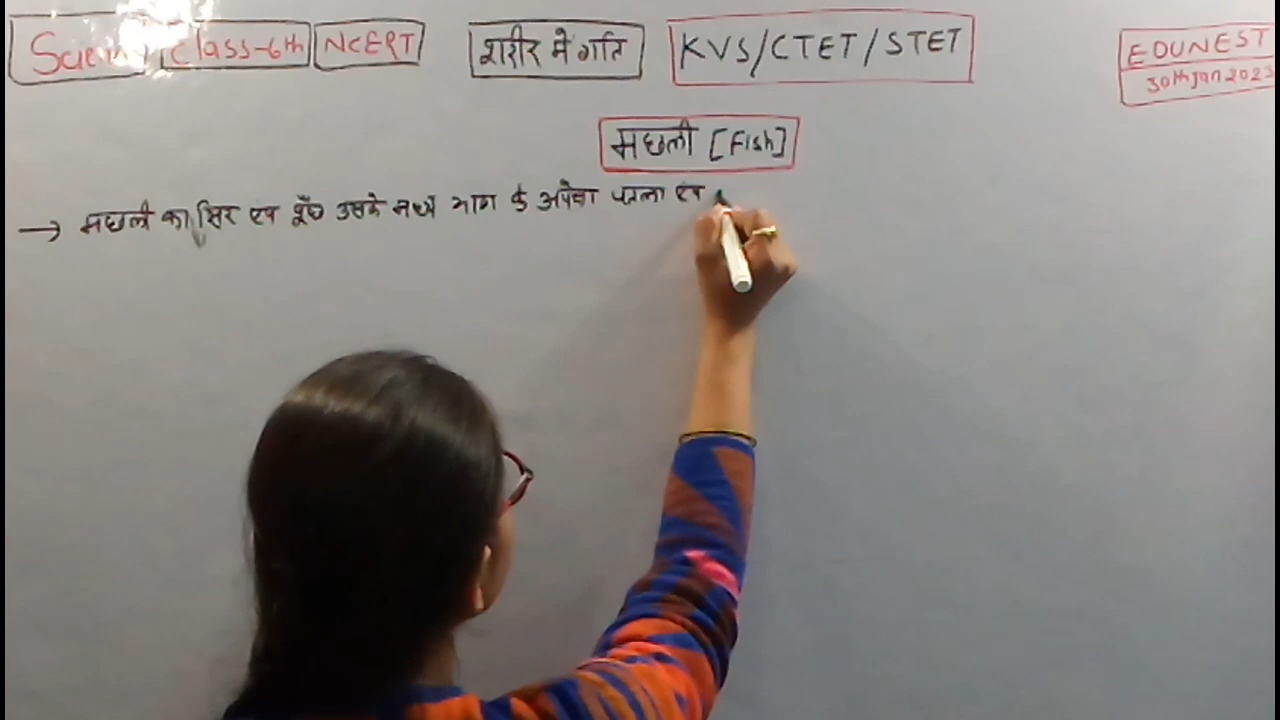 Science Class-6th NCERT शरीर में गति KVS/CTET/STET EDUNEST
30th Jan 2023
मछली [Fish]
→ मछली का सिर एवं पूँछ उसके मध्य भाग के अपेक्षा पतला एवं